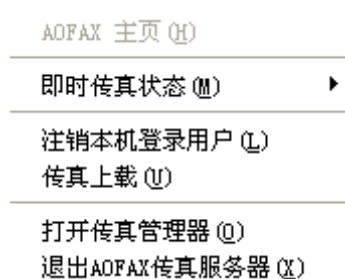 AOFAX 主页(H)
即时传真状态(M)
注销本机登录用户(L)
传真上载(U)
打开传真管理器(O)
退出AOFAX传真服务器(X)